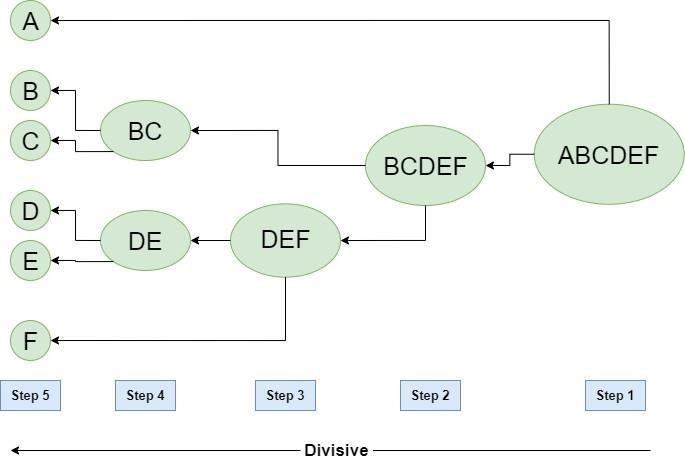 A
B
BC
C
BCDEF
ABCDEF
D
DE
DEF
E
F
Step 5
Step 4
Step 3
Step 2
Step 1
Divisive